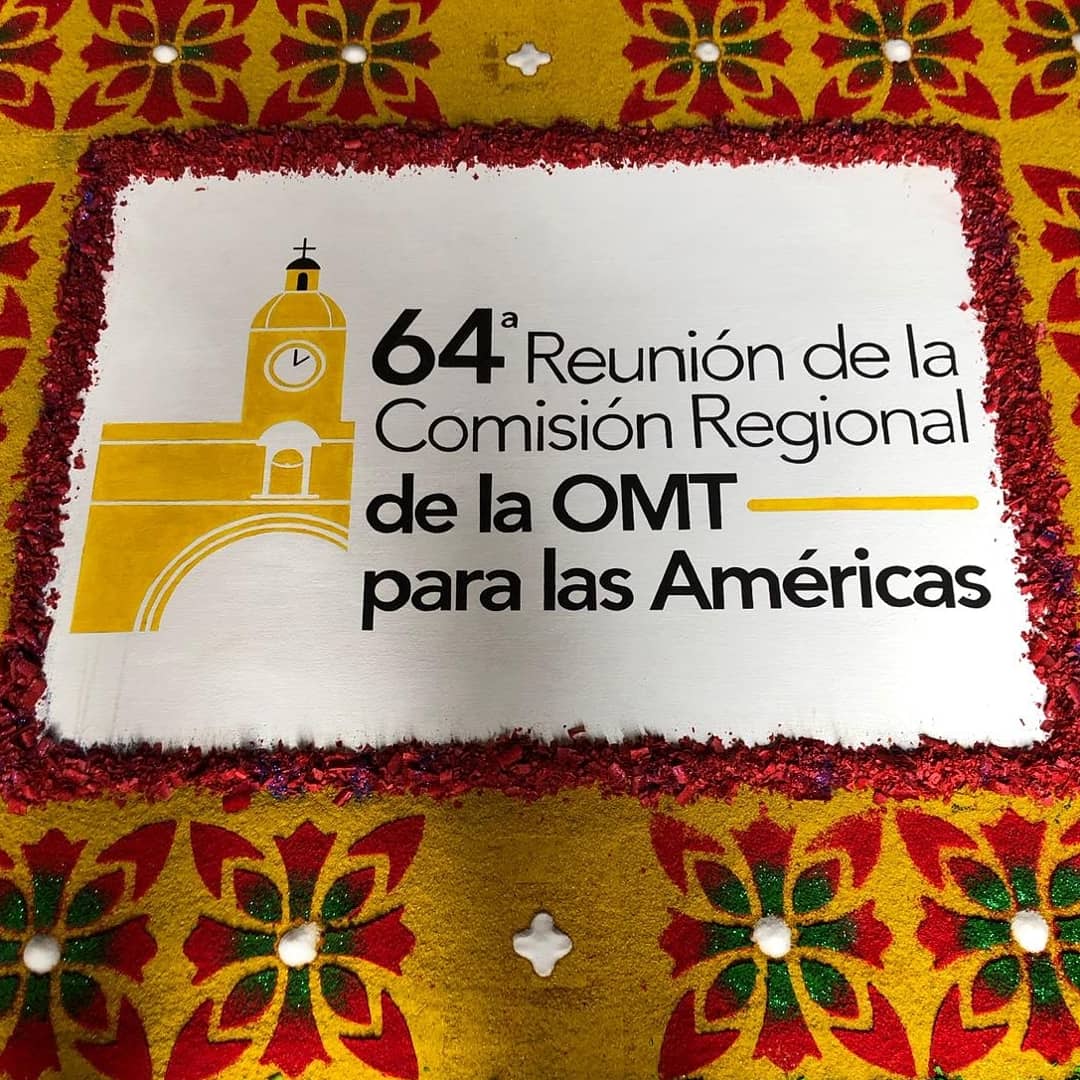 64ª Reunión de la
Comisión Regional
de la OMT
para las Américas